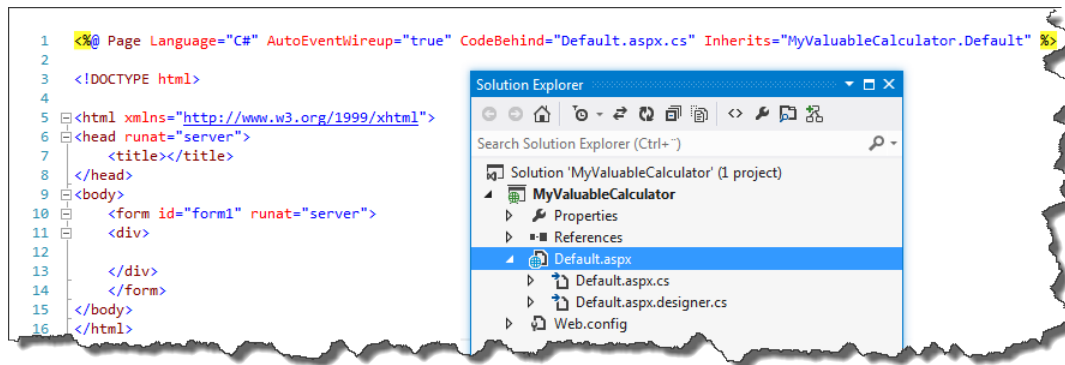 1 <%@ Page Language="C#" AutoEventWireup="true" CodeBehind="Default.aspx.cs" Inherits="MyValuableCalculator.Default" %>
2
3 <!DOCTYPE html>
4
5 <html xmlns="http://www.w3.org/1999/xhtml">
6 <head runat="server">
7 <title></title>
8 </head>
9 <body>
10 <form id="form1" runat="server">
11 <div>
12
13 </div>
14 </form>
15 </body>
16 </html>
Solution Explorer
Search Solution Explorer (Ctrl+¨)
Solution 'MyValuableCalculator' (1 project)
MyValuableCalculator
Properties
References
Default.aspx
Default.aspx.cs
Default.aspx.designer.cs
Web.config